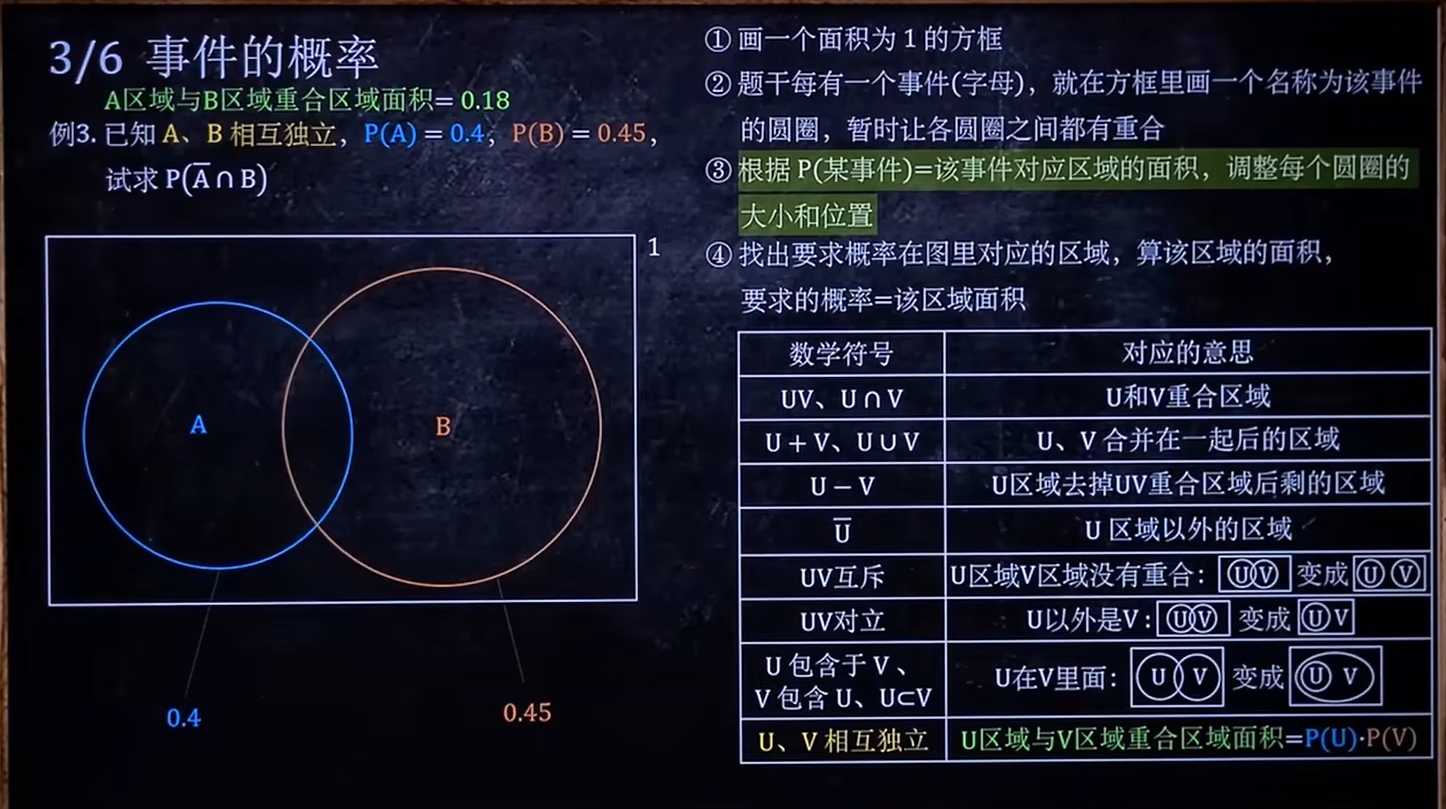 3/6 事件的概率
A区域与B区域重合区域面积= 0.18
例3. 已知 A、B 相互独立，P(A) = 0.4，P(B) = 0.45，
试求 P(A̅ ∩ B)
1
A
B
0.4
0.45
① 画一个面积为 1 的方框
② 题干每有一个事件(字母)，就在方框里画一个名称为该事件
的圆圈，暂时让各圆圈之间都有重合
③ 根据 P(某事件)=该事件对应区域的面积，调整每个圆圈的
大小和位置
④ 找出要求概率在图里对应的区域，算该区域的面积，
要求的概率=该区域面积
数学符号 对应的意思
UV、U ∩ V U和V重合区域
U + V、U ∪ V U、V 合并在一起后的区域
U − V U区域去掉UV重合区域后剩的区域
U̅ U 区域以外的区域
UV互斥 U区域V区域没有重合: U V 变成 U V
UV对立 U以外是V : U V 变成 U V
U 包含于 V 、
V 包含 U、U⊂V U在V里面: U V 变成 U V
U、V 相互独立 U区域与V区域重合区域面积=P(U)·P(V)